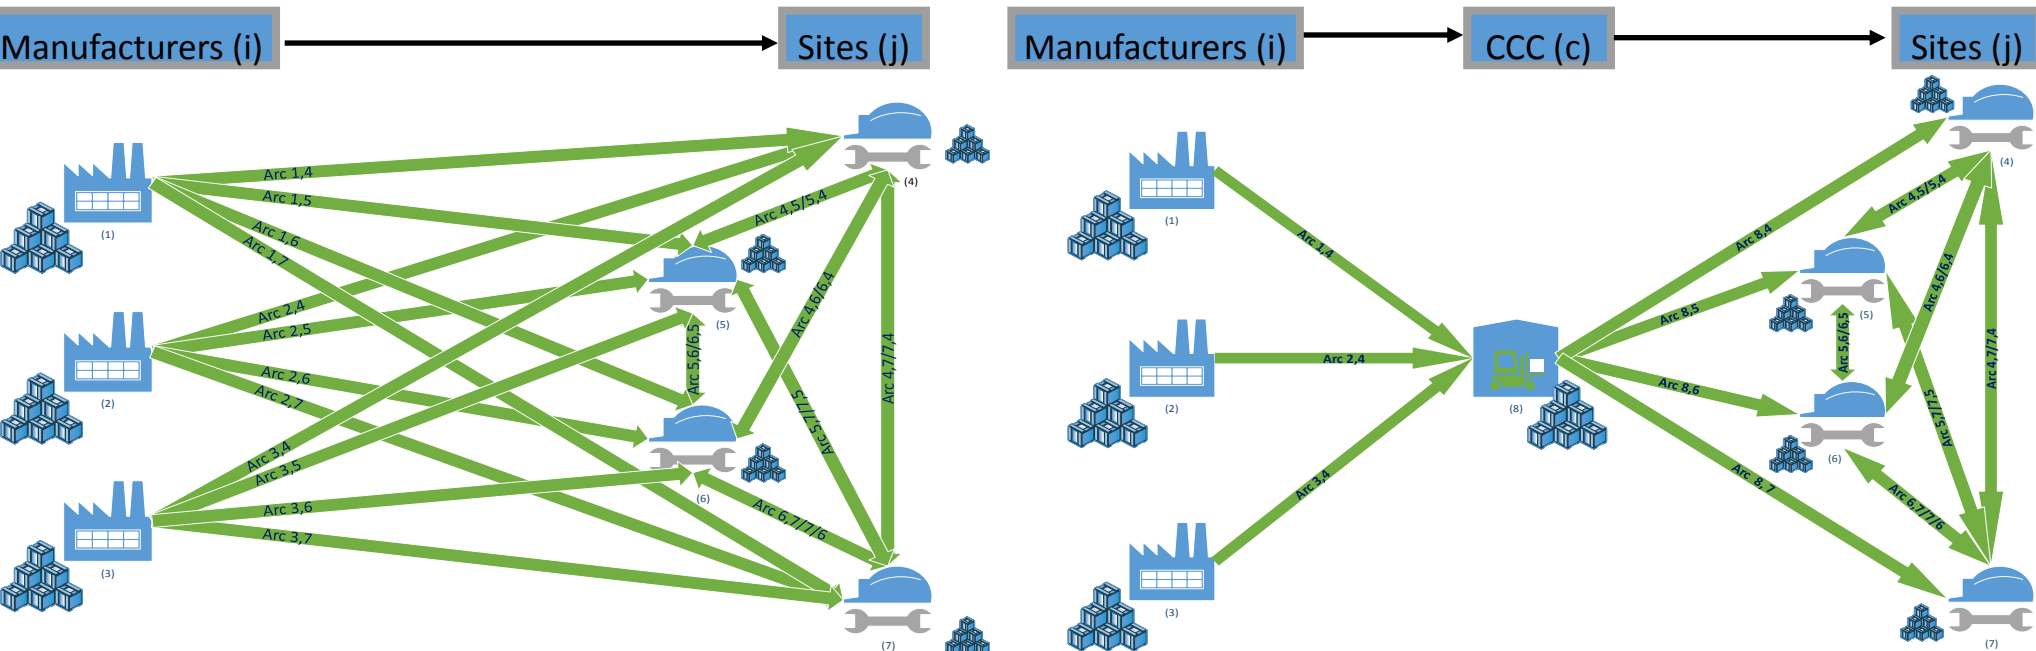 Manufacturers (i)
Sites (j)
Arc 1,4
Arc 1,5
Arc 1,6
Arc 1,7
(1)
Arc 2,4
Arc 2,5
Arc 2,6
Arc 2,7
(2)
Arc 3,4
Arc 3,5
Arc 3,6
Arc 3,7
(3)
(4)
Arc 4,5/5,4
(5)
Arc 4,6/6,4
Arc 5,6/6,5
Arc 4,7/7,4
Arc 5,7/7,5
(6)
Arc 6,7/7/6
(7)
Manufacturers (i)
CCC (c)
Sites (j)
(1)
Arc 1,4
(2)
Arc 2,4
(3)
Arc 3,4
(8)
Arc 8,4
Arc 8,5
Arc 8,6
Arc 8, 7
(4)
Arc 4,5/5,4
(5)
Arc 4,6/6,4
Arc 5,6/6,5
Arc 4,7/7,4
Arc 5,7/7,5
(6)
Arc 6,7/7/6
(7)